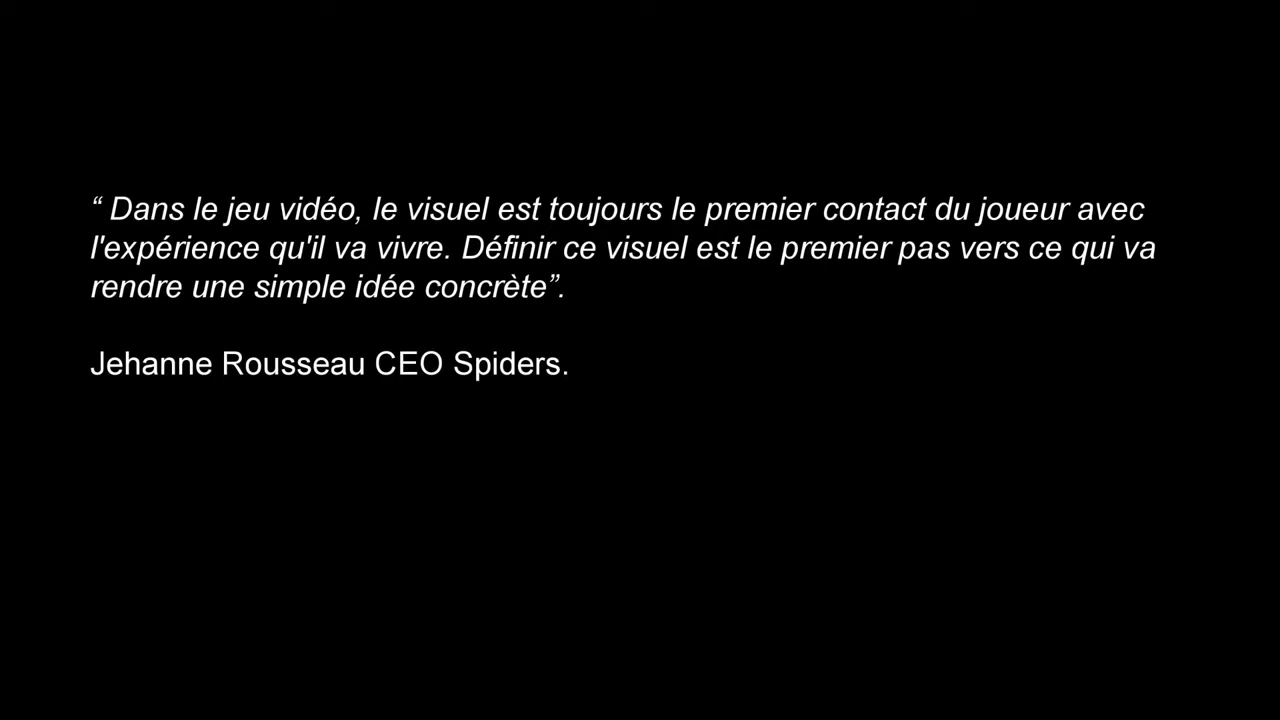 “ Dans le jeu vidéo, le visuel est toujours le premier contact du joueur avec
l'expérience qu'il va vivre. Définir ce visuel est le premier pas vers ce qui va
rendre une simple idée concrète”.
Jehanne Rousseau CEO Spiders.